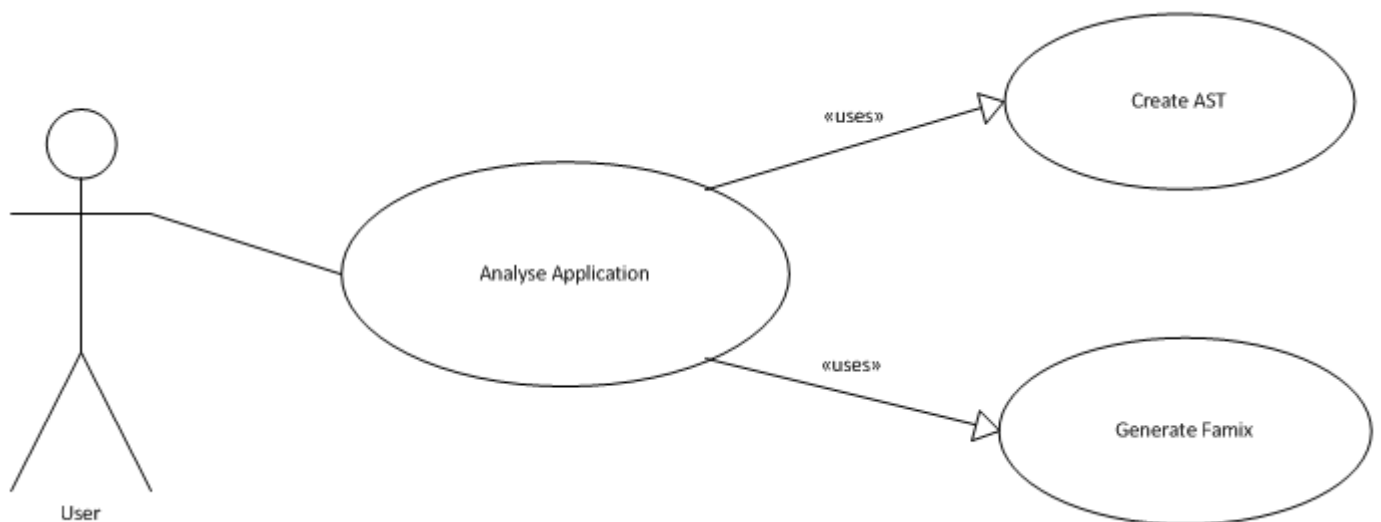 Create AST
«uses»
Analyse Application
«uses»
Generate Famix
User